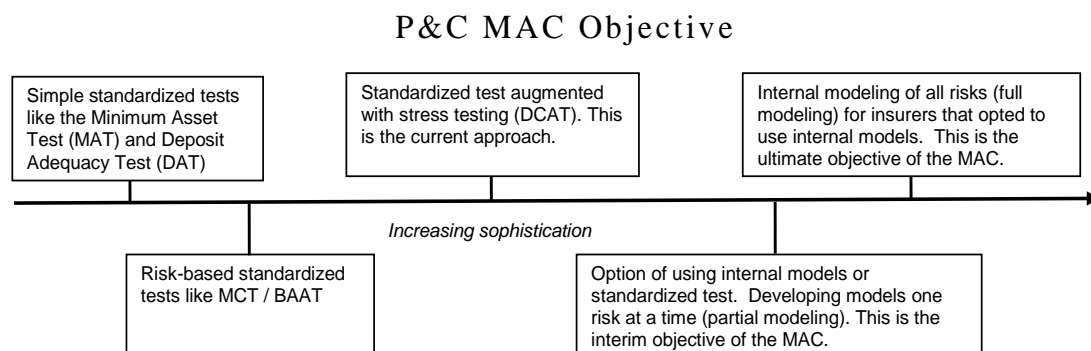 P&C MAC Objective
Simple standardized tests
like the Minimum Asset
Test (MAT) and Deposit
Adequacy Test (DAT)
Standardized test augmented
with stress testing (DCAT). This
is the current approach.
Internal modeling of all risks (full
modeling) for insurers that opted to
use internal models.  This is the
ultimate objective of the MAC.
Increasing sophistication
Risk-based standardized
tests like MCT / BAAT
Option of using internal models or
standardized test.  Developing models one
risk at a time (partial modeling). This is the
interim objective of the MAC.